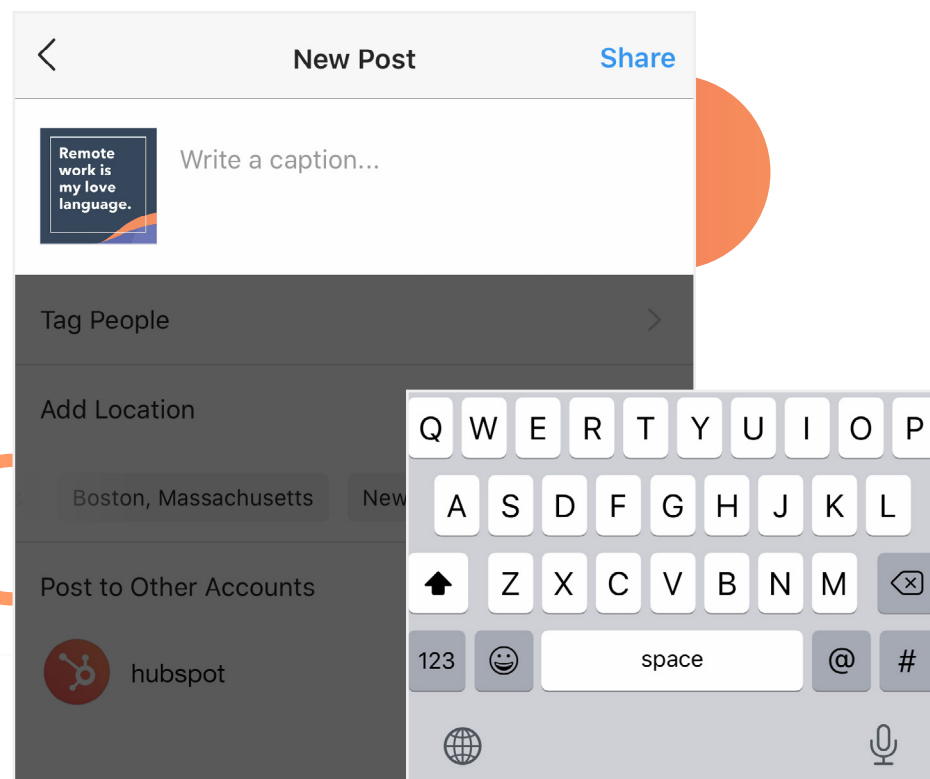 New Post
Share
Remote
work is
my love
language.
Write a caption...
Tag People
Add Location
Boston, Massachusetts
New
Post to Other Accounts
hubspot
Q W E R T Y U I O P
A S D F G H J K L
Z X C V B N M
123 space @ #